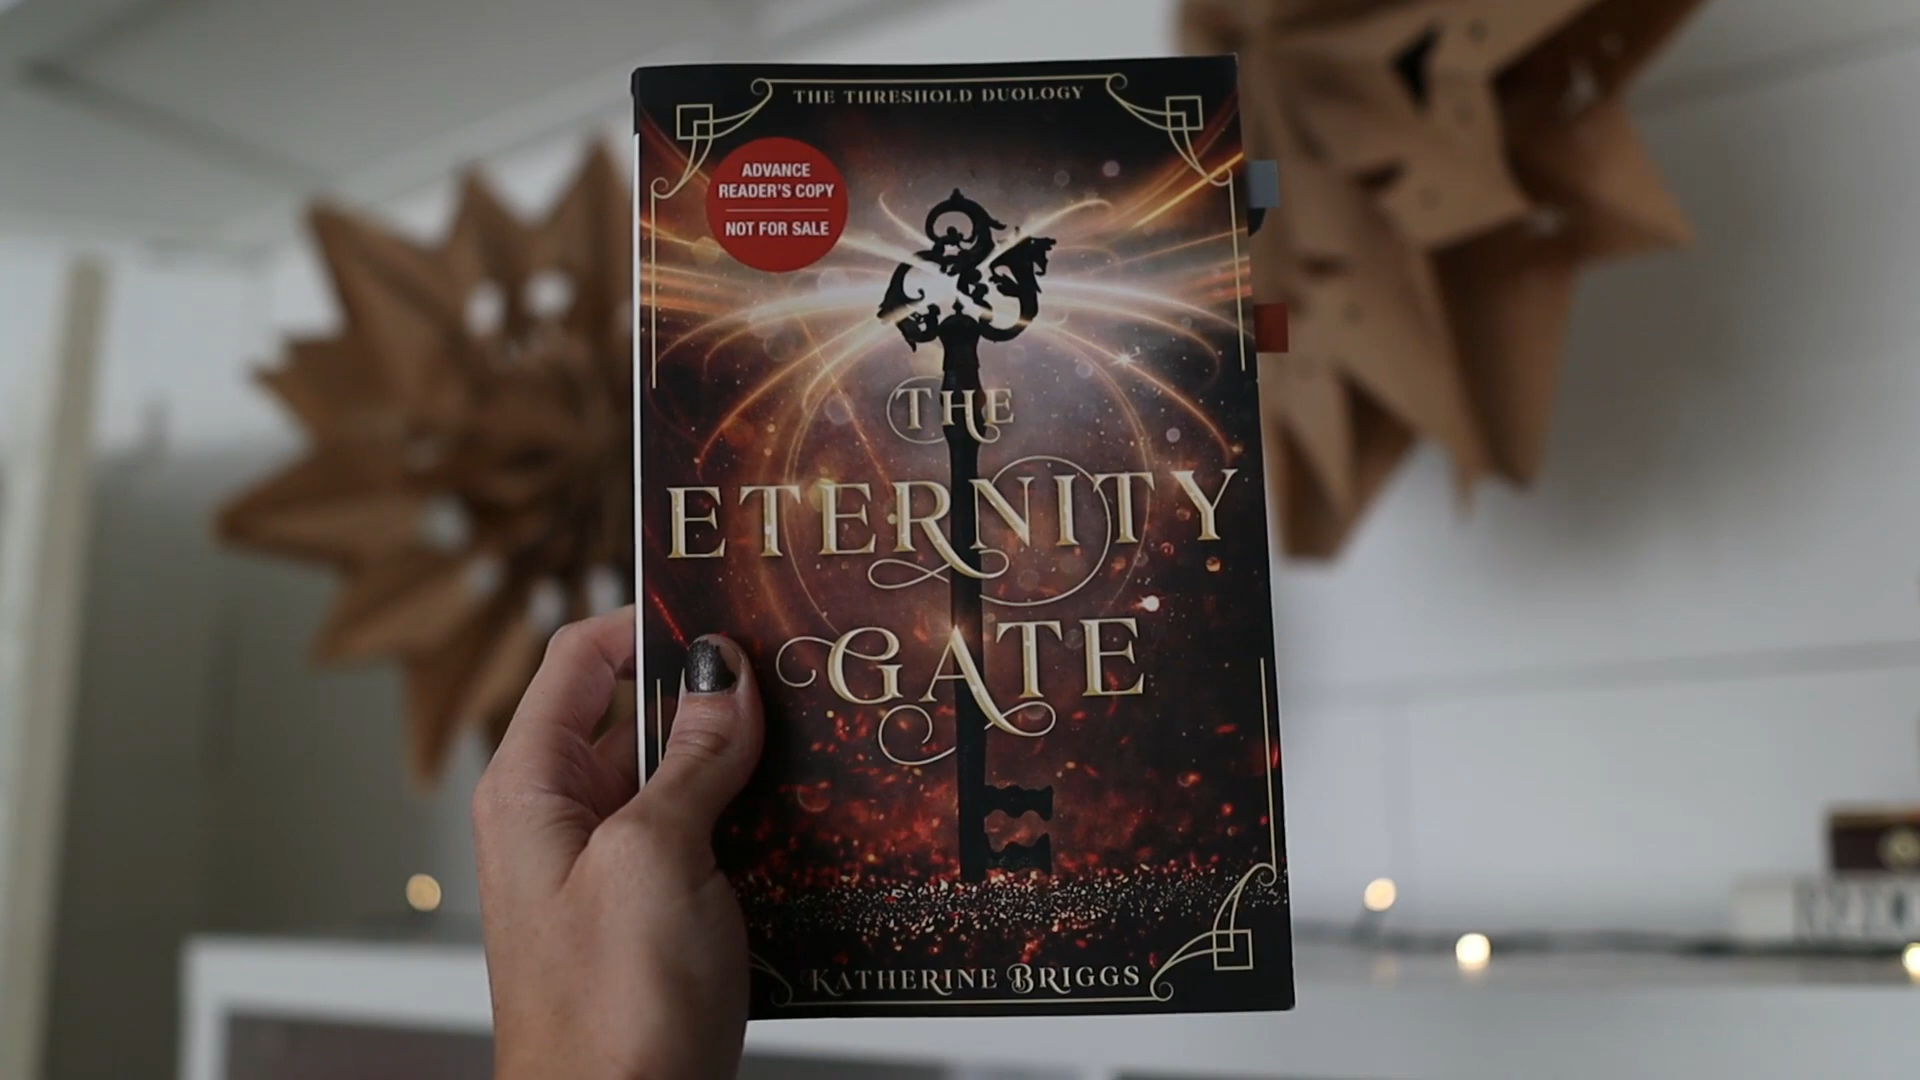 THE THRESHOLD DUOLOGY
ADVANCE
READER'S COPY
NOT FOR SALE
THE
ETERNITY
GATE
KATHERINE BRIGGS